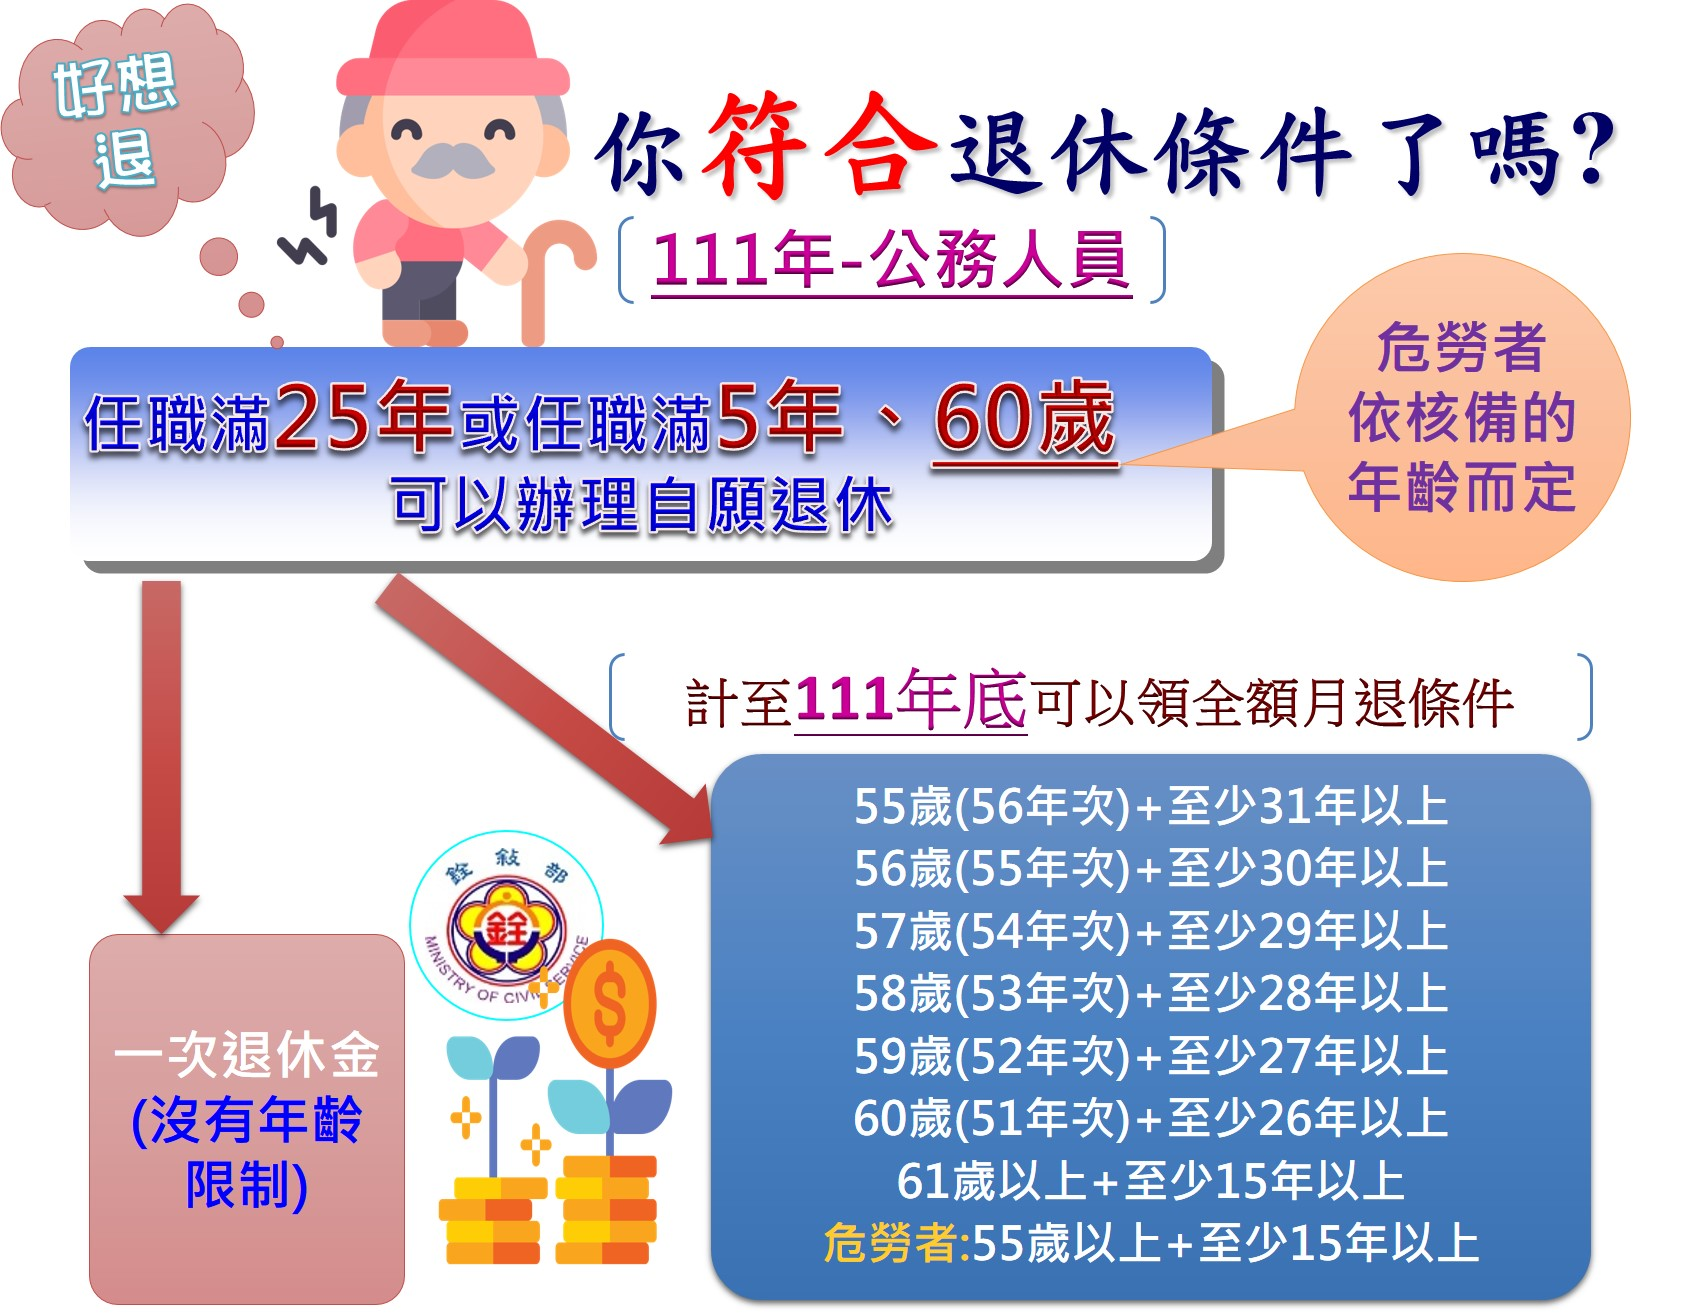 好想
退
你符合退休條件了嗎?
111年-公務人員
危勞者
依核備的
年齡而定
任職滿25年或任職滿5年、60歲
可以辦理自願退休
計至111年底可以領全額月退條件
55歲(56年次)+至少31年以上
56歲(55年次)+至少30年以上
57歲(54年次)+至少29年以上
58歲(53年次)+至少28年以上
59歲(52年次)+至少27年以上
60歲(51年次)+至少26年以上
61歲以上+至少15年以上
危勞者:55歲以上+至少15年以上
銓敍部
銓
MINISTRY OF CIVIL SERVICE
$
一次退休金
(沒有年齡
限制)